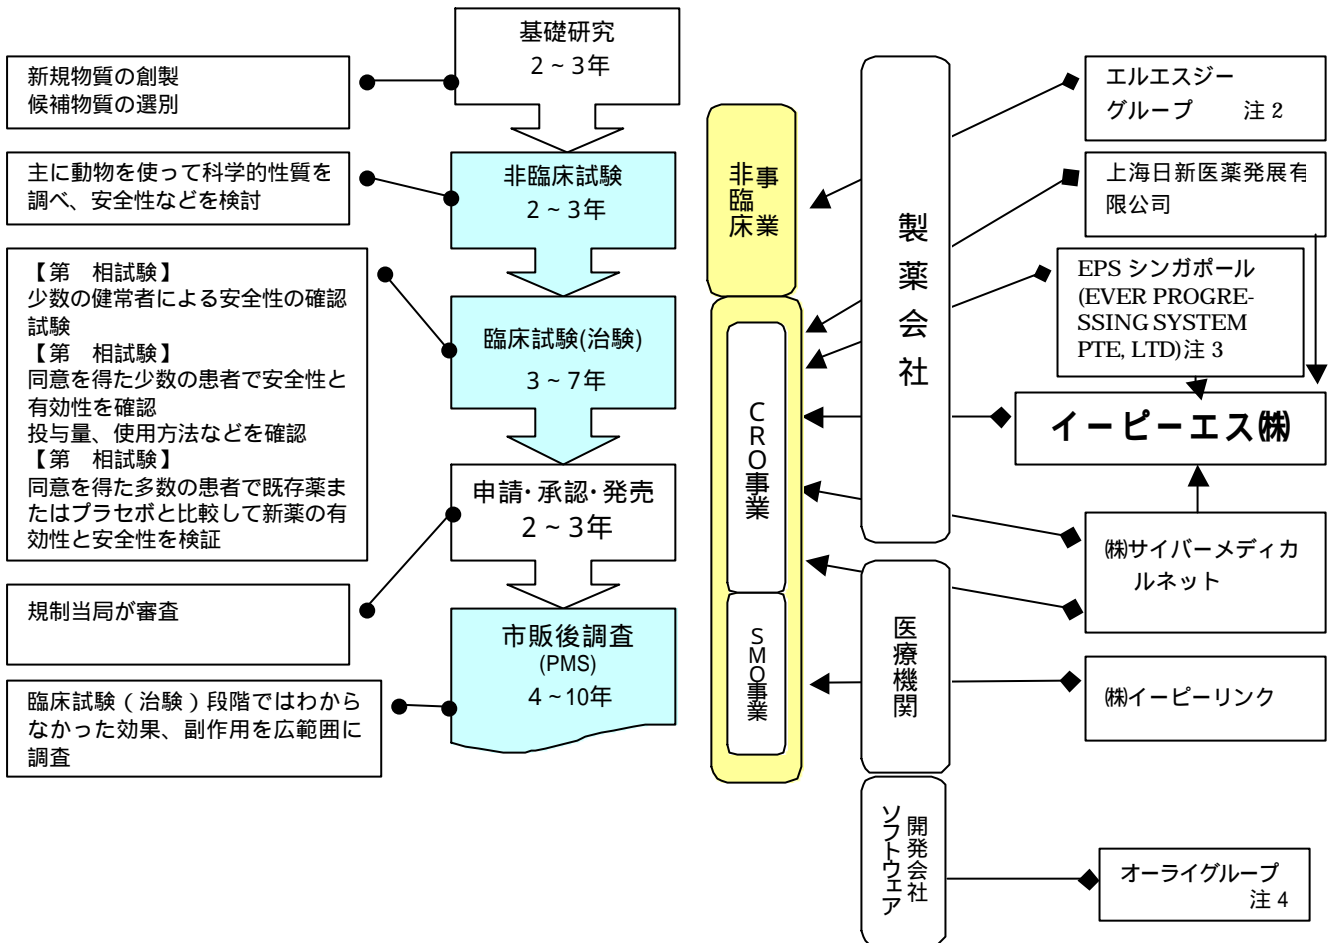 基礎研究
2～3年
新規物質の創製
候補物質の選別
非臨床試験
2～3年
主に動物を使って科学的性質を
調べ、安全性などを検討
臨床試験(治験)
3～7年
【第　相試験】
少数の健常者による安全性の確認
試験
【第　相試験】
同意を得た少数の患者で安全性と
有効性を確認
投与量、使用方法などを確認
【第　相試験】
同意を得た多数の患者で既存薬ま
たはプラセボと比較して新薬の有
効性と安全性を検証
申請・承認・発売
2～3年
規制当局が審査
市販後調査
(PMS)
4～10年
臨床試験（治験）段階ではわから
なかった効果、副作用を広範囲に
調査
非臨床
事業
CRO事業
SMO事業
製薬会社
医療機関
ソフトウェア
開発会社
エルエスジー
グループ　　注2
上海日新医薬発展有
限公司
EPS シンガポール
(EVER PROGRE-
SSING SYSTEM
PTE, LTD)注3
イーピーエス㈱
㈱サイバーメディカ
ルネット
㈱イーピーリンク
オーライグループ
注4